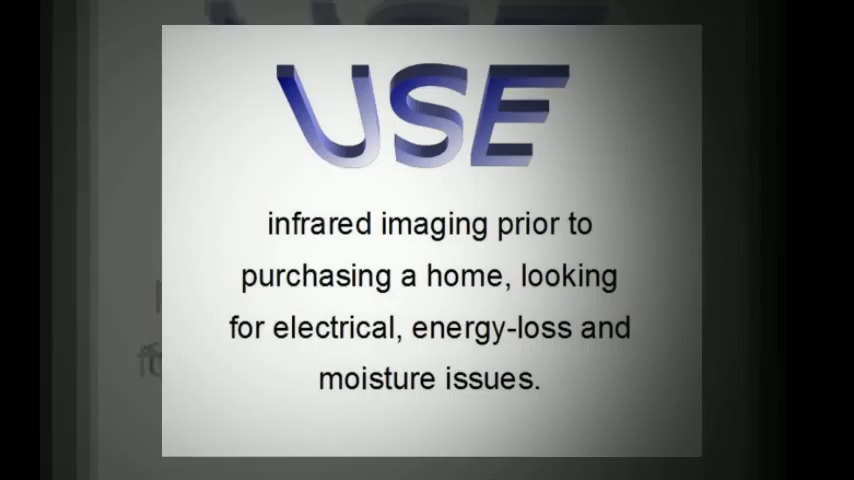 USE
infrared imaging prior to
purchasing a home, looking
for electrical, energy-loss and
moisture issues.